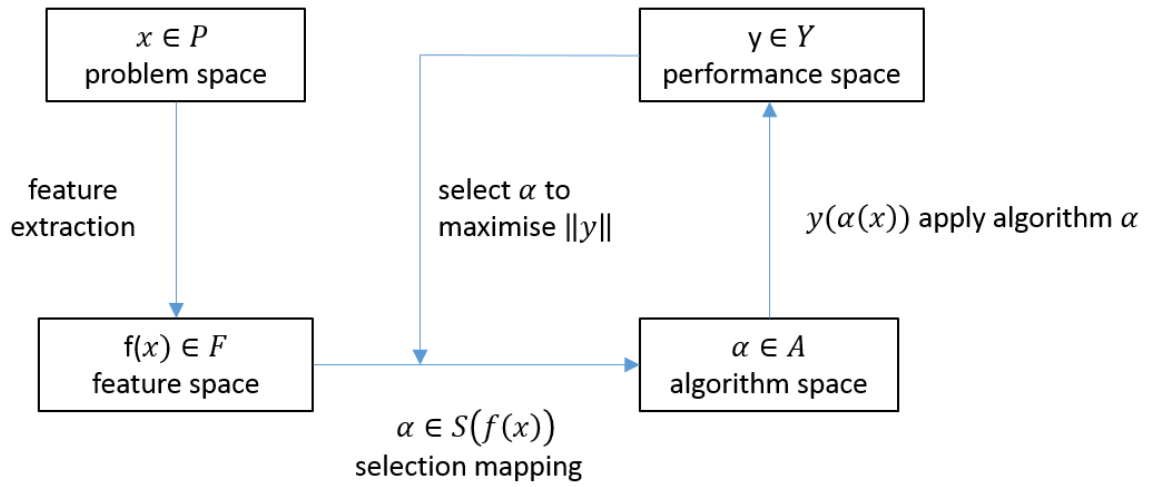 𝑥 ∈ 𝑃
problem space
y ∈ 𝑌
performance space
feature
extraction
select 𝛼 to
maximise ‖𝑦‖
𝑦(𝛼(𝑥)) apply algorithm 𝛼
f(𝑥) ∈ 𝐹
feature space
𝛼 ∈ 𝐴
algorithm space
𝛼 ∈ 𝑆(𝑓(𝑥))
selection mapping